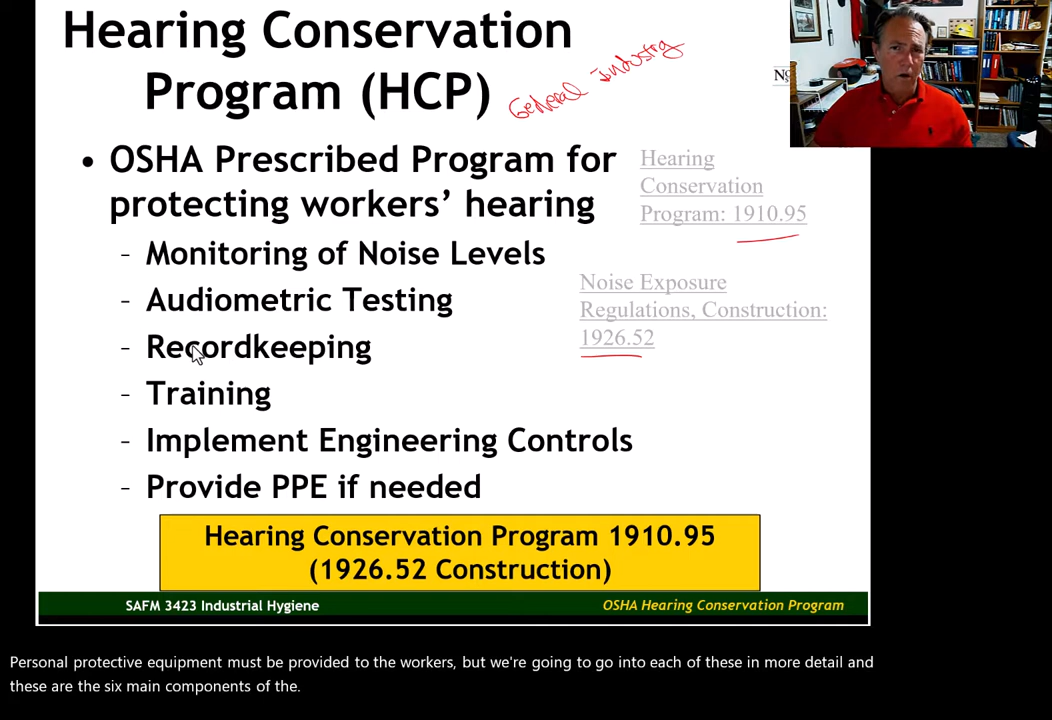 Hearing Conservation
Program (HCP)
General Industry
• OSHA Prescribed Program for
protecting workers’ hearing
– Monitoring of Noise Levels
– Audiometric Testing
– Recordkeeping
– Training
– Implement Engineering Controls
– Provide PPE if needed
Hearing
Conservation
Program: 1910.95
Noise Exposure
Regulations, Construction:
1926.52
Hearing Conservation Program 1910.95
(1926.52 Construction)
SAFM 3423 Industrial Hygiene
OSHA Hearing Conservation Program
Personal protective equipment must be provided to the workers, but we're going to go into each of these in more detail and
these are the six main components of the.